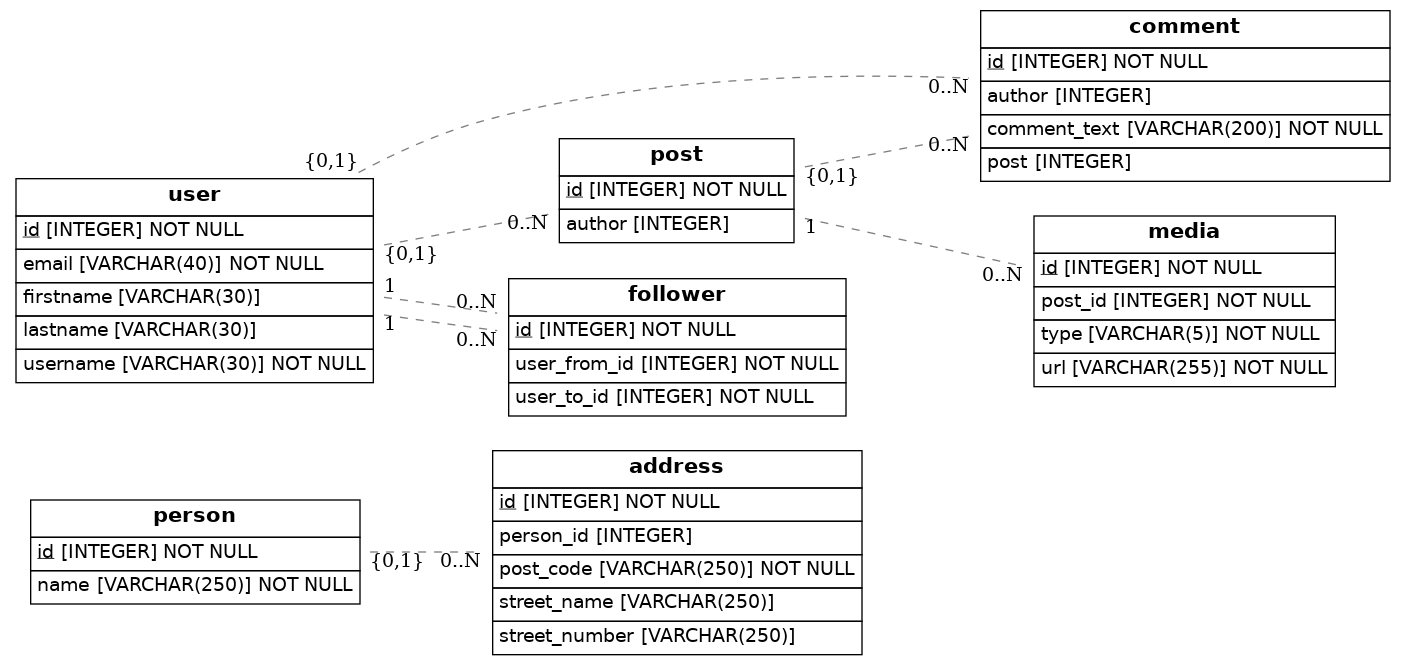 comment
id [INTEGER] NOT NULL
author [INTEGER]
comment_text [VARCHAR(200)] NOT NULL
post [INTEGER]
0..N
0..N
{0,1}
user
id [INTEGER] NOT NULL
email [VARCHAR(40)] NOT NULL
firstname [VARCHAR(30)]
lastname [VARCHAR(30)]
username [VARCHAR(30)] NOT NULL
{0,1}
0..N
1
0..N
1
0..N
post
id [INTEGER] NOT NULL
author [INTEGER]
{0,1}
1
0..N
media
id [INTEGER] NOT NULL
post_id [INTEGER] NOT NULL
type [VARCHAR(5)] NOT NULL
url [VARCHAR(255)] NOT NULL
follower
id [INTEGER] NOT NULL
user_from_id [INTEGER] NOT NULL
user_to_id [INTEGER] NOT NULL
person
id [INTEGER] NOT NULL
name [VARCHAR(250)] NOT NULL
{0,1}
0..N
address
id [INTEGER] NOT NULL
person_id [INTEGER]
post_code [VARCHAR(250)] NOT NULL
street_name [VARCHAR(250)]
street_number [VARCHAR(250)]